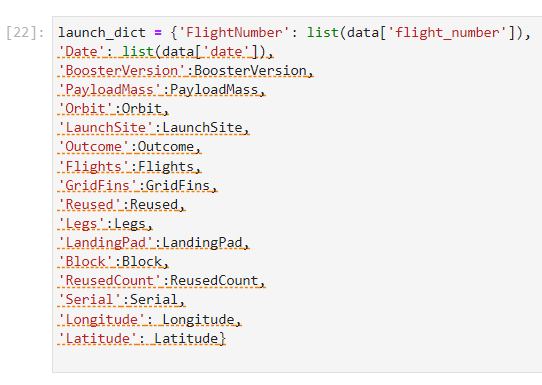 [22]: launch_dict = {'FlightNumber': list(data['flight_number']),
'Date': list(data['date']),
'BoosterVersion':BoosterVersion,
'PayloadMass':PayloadMass,
'Orbit':Orbit,
'LaunchSite':LaunchSite,
'Outcome':Outcome,
'Flights':Flights,
'GridFins':GridFins,
'Reused':Reused,
'Legs':Legs,
'LandingPad':LandingPad,
'Block':Block,
'ReusedCount':ReusedCount,
'Serial':Serial,
'Longitude': Longitude,
'Latitude': Latitude}